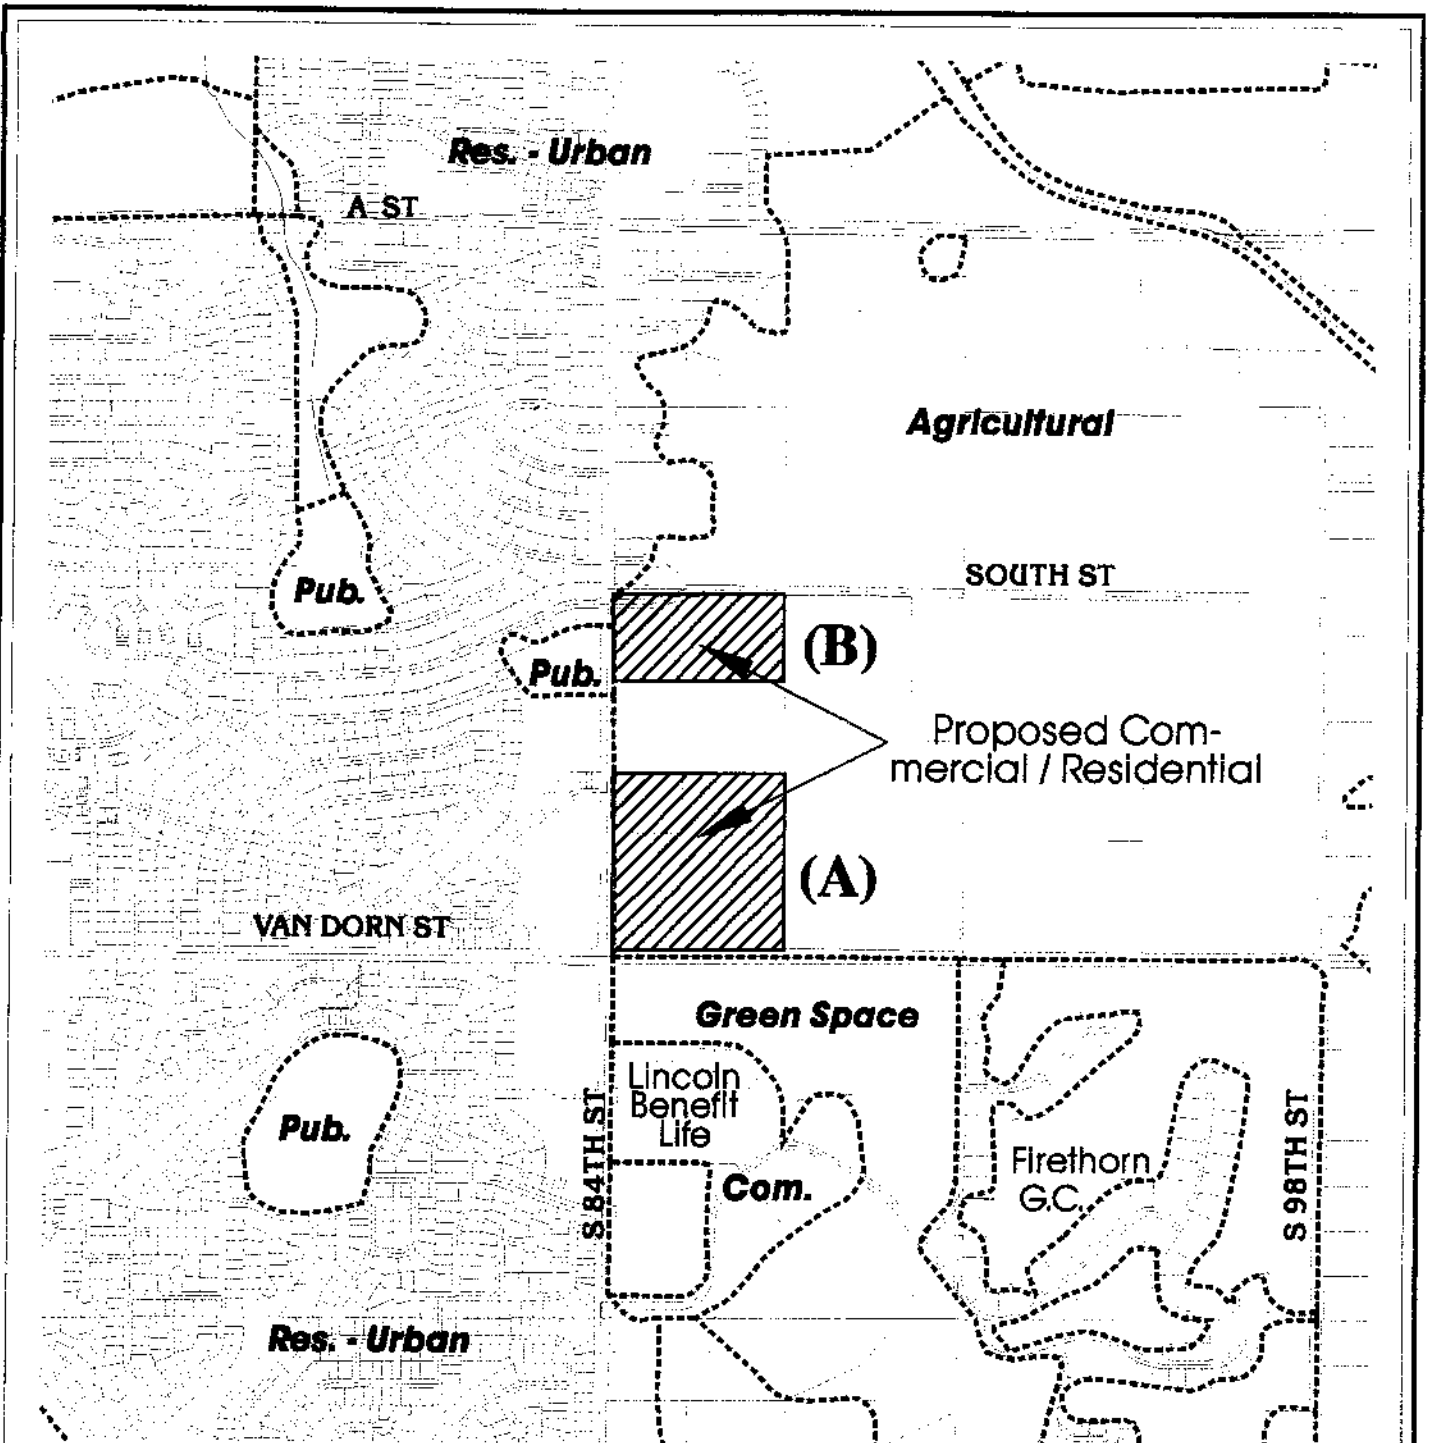 Res. - Urban
A ST
Agricultural
SOUTH ST
Pub.
(B)
Pub.
Proposed Com-
mercial / Residential
(A)
VAN DORN ST
Green Space
Lincoln
Benefit
Life
Pub.
S 84TH ST
Com.
Firethorn
G.C.
S 98TH ST
Res. - Urban